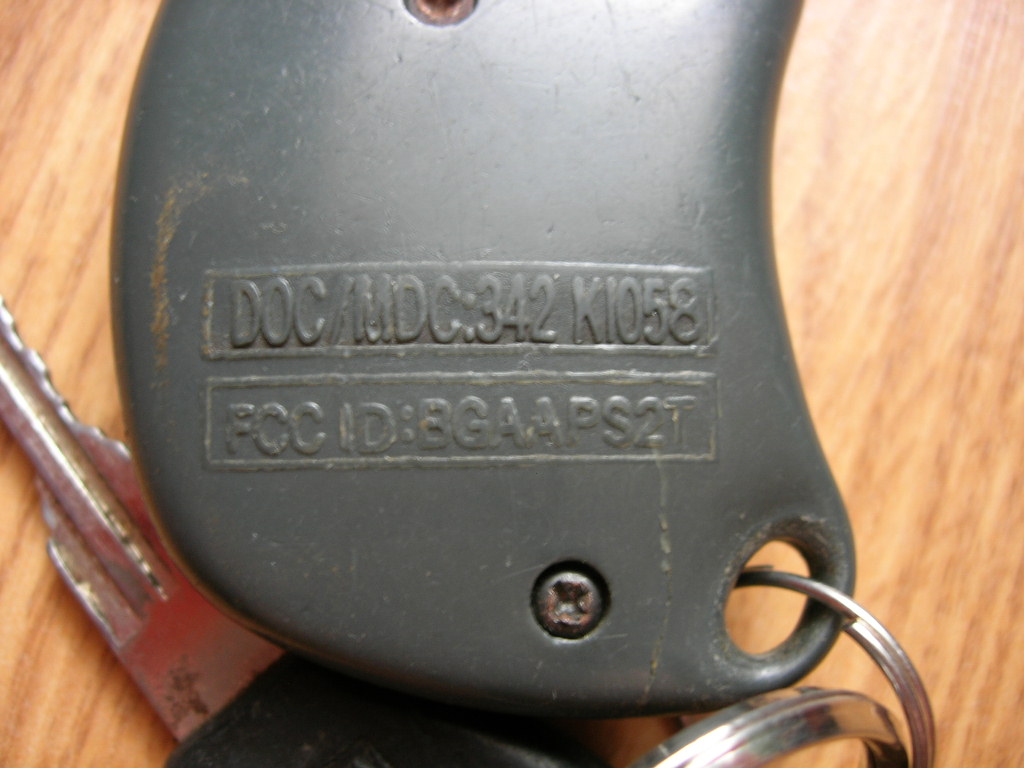 DOC/MDC:342 K1058
FCC ID:BGAAPS2T